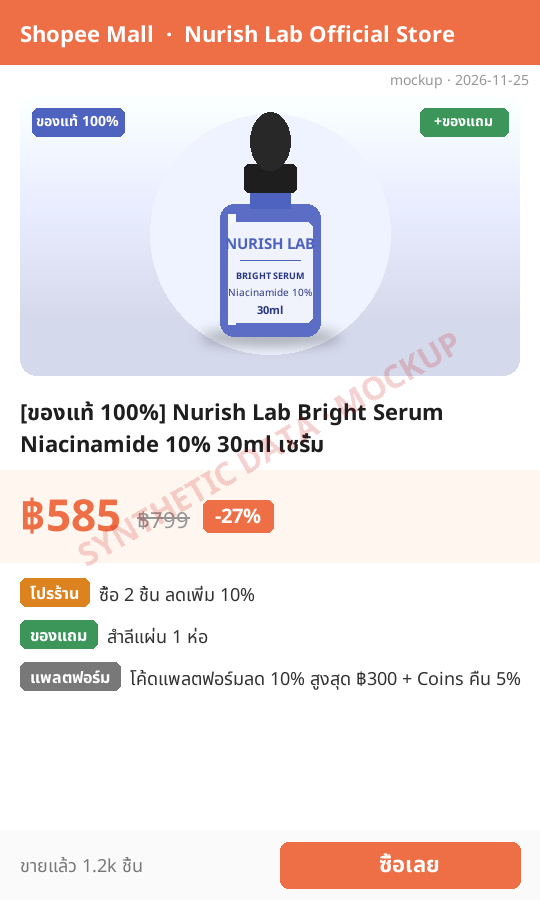 Shopee Mall · Nurish Lab Official Store
mockup · 2026-11-25
ของแท้ 100%
+ของแถม
NURISH LAB
BRIGHT SERUM
Niacinamide 10%
30ml
[ของแท้ 100%] Nurish Lab Bright Serum
Niacinamide 10% 30ml เซรั่ม
SYNTHETIC DATA · MOCKUP
฿585 ฿799 -27%
โปรร้าน ซื้อ 2 ชิ้น ลดเพิ่ม 10%
ของแถม สำลีแผ่น 1 ห่อ
แพลตฟอร์ม โค้ดแพลตฟอร์มลด 10% สูงสุด ฿300 + Coins คืน 5%
ขายแล้ว 1.2k ชิ้น
ซื้อเลย